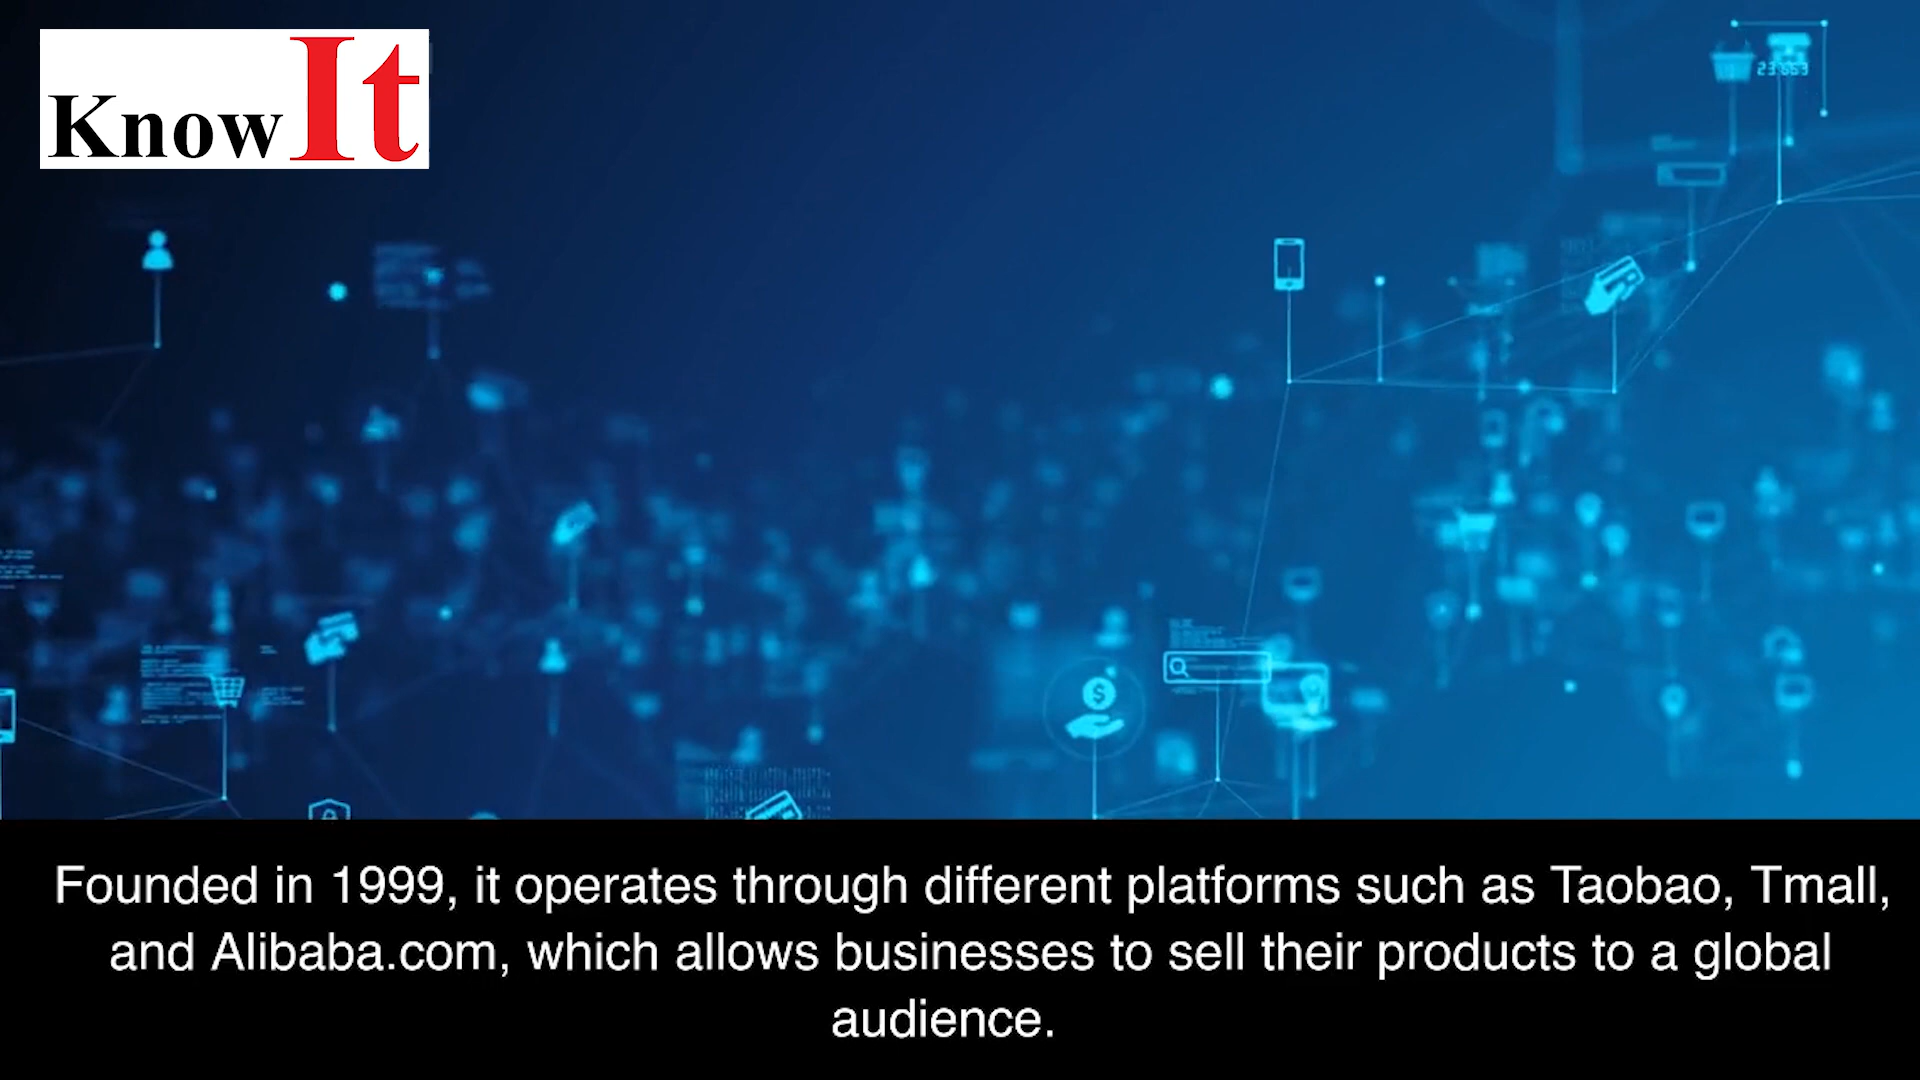 Know It
23663
Founded in 1999, it operates through different platforms such as Taobao, Tmall,
and Alibaba.com, which allows businesses to sell their products to a global
audience.